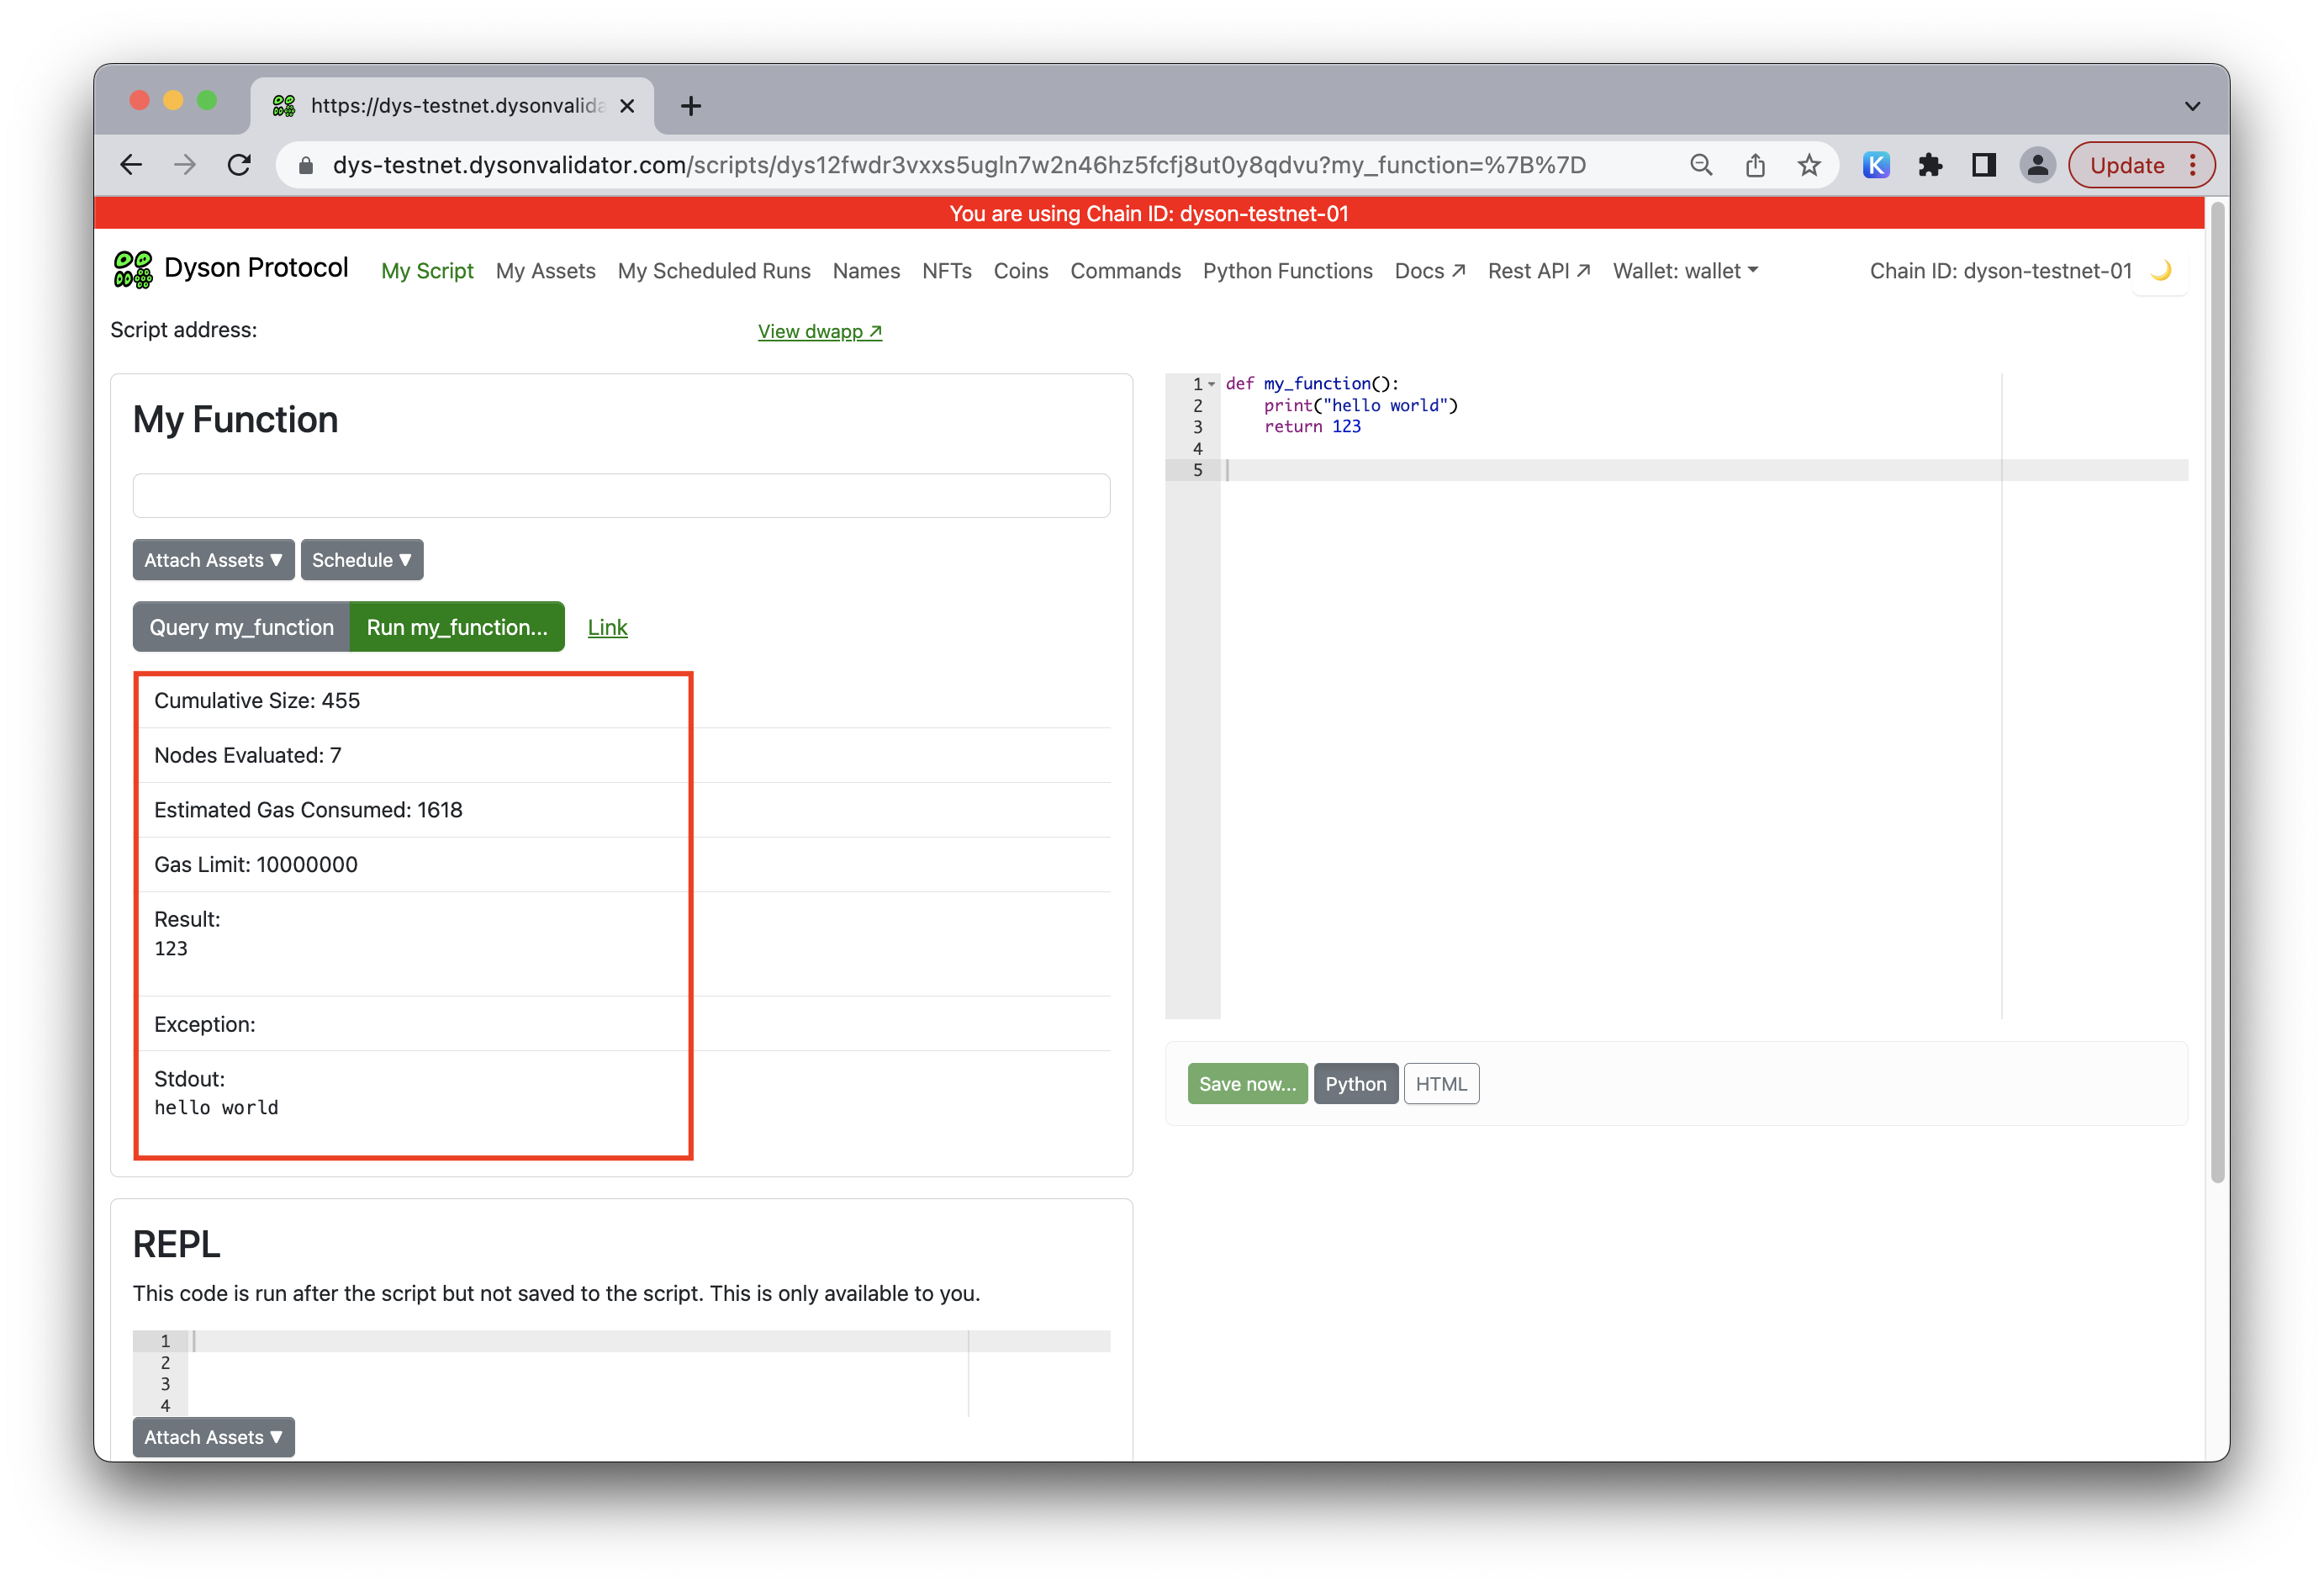 https://dys-testnet.dysonvalida
dys-testnet.dysonvalidator.com/scripts/dys12fwdr3vxxs5ugln7w2n46hz5fcfj8ut0y8qdvu?my_function=%7B%7D
K
Update
You are using Chain ID: dyson-testnet-01
Dyson Protocol My Script My Assets My Scheduled Runs Names NFTs Coins Commands Python Functions Docs ↗ Rest API ↗ Wallet: wallet Chain ID: dyson-testnet-01
Script address: View dwapp ↗
My Function
Attach Assets ▼ Schedule ▼
Query my_function Run my_function... Link
Cumulative Size: 455
Nodes Evaluated: 7
Estimated Gas Consumed: 1618
Gas Limit: 10000000
Result:
123
Exception:
Stdout:
hello world
REPL
This code is run after the script but not saved to the script. This is only available to you.
1
2
3
4
Attach Assets ▼
1 def my_function():
2     print("hello world")
3     return 123
4
5
Save now... Python HTML